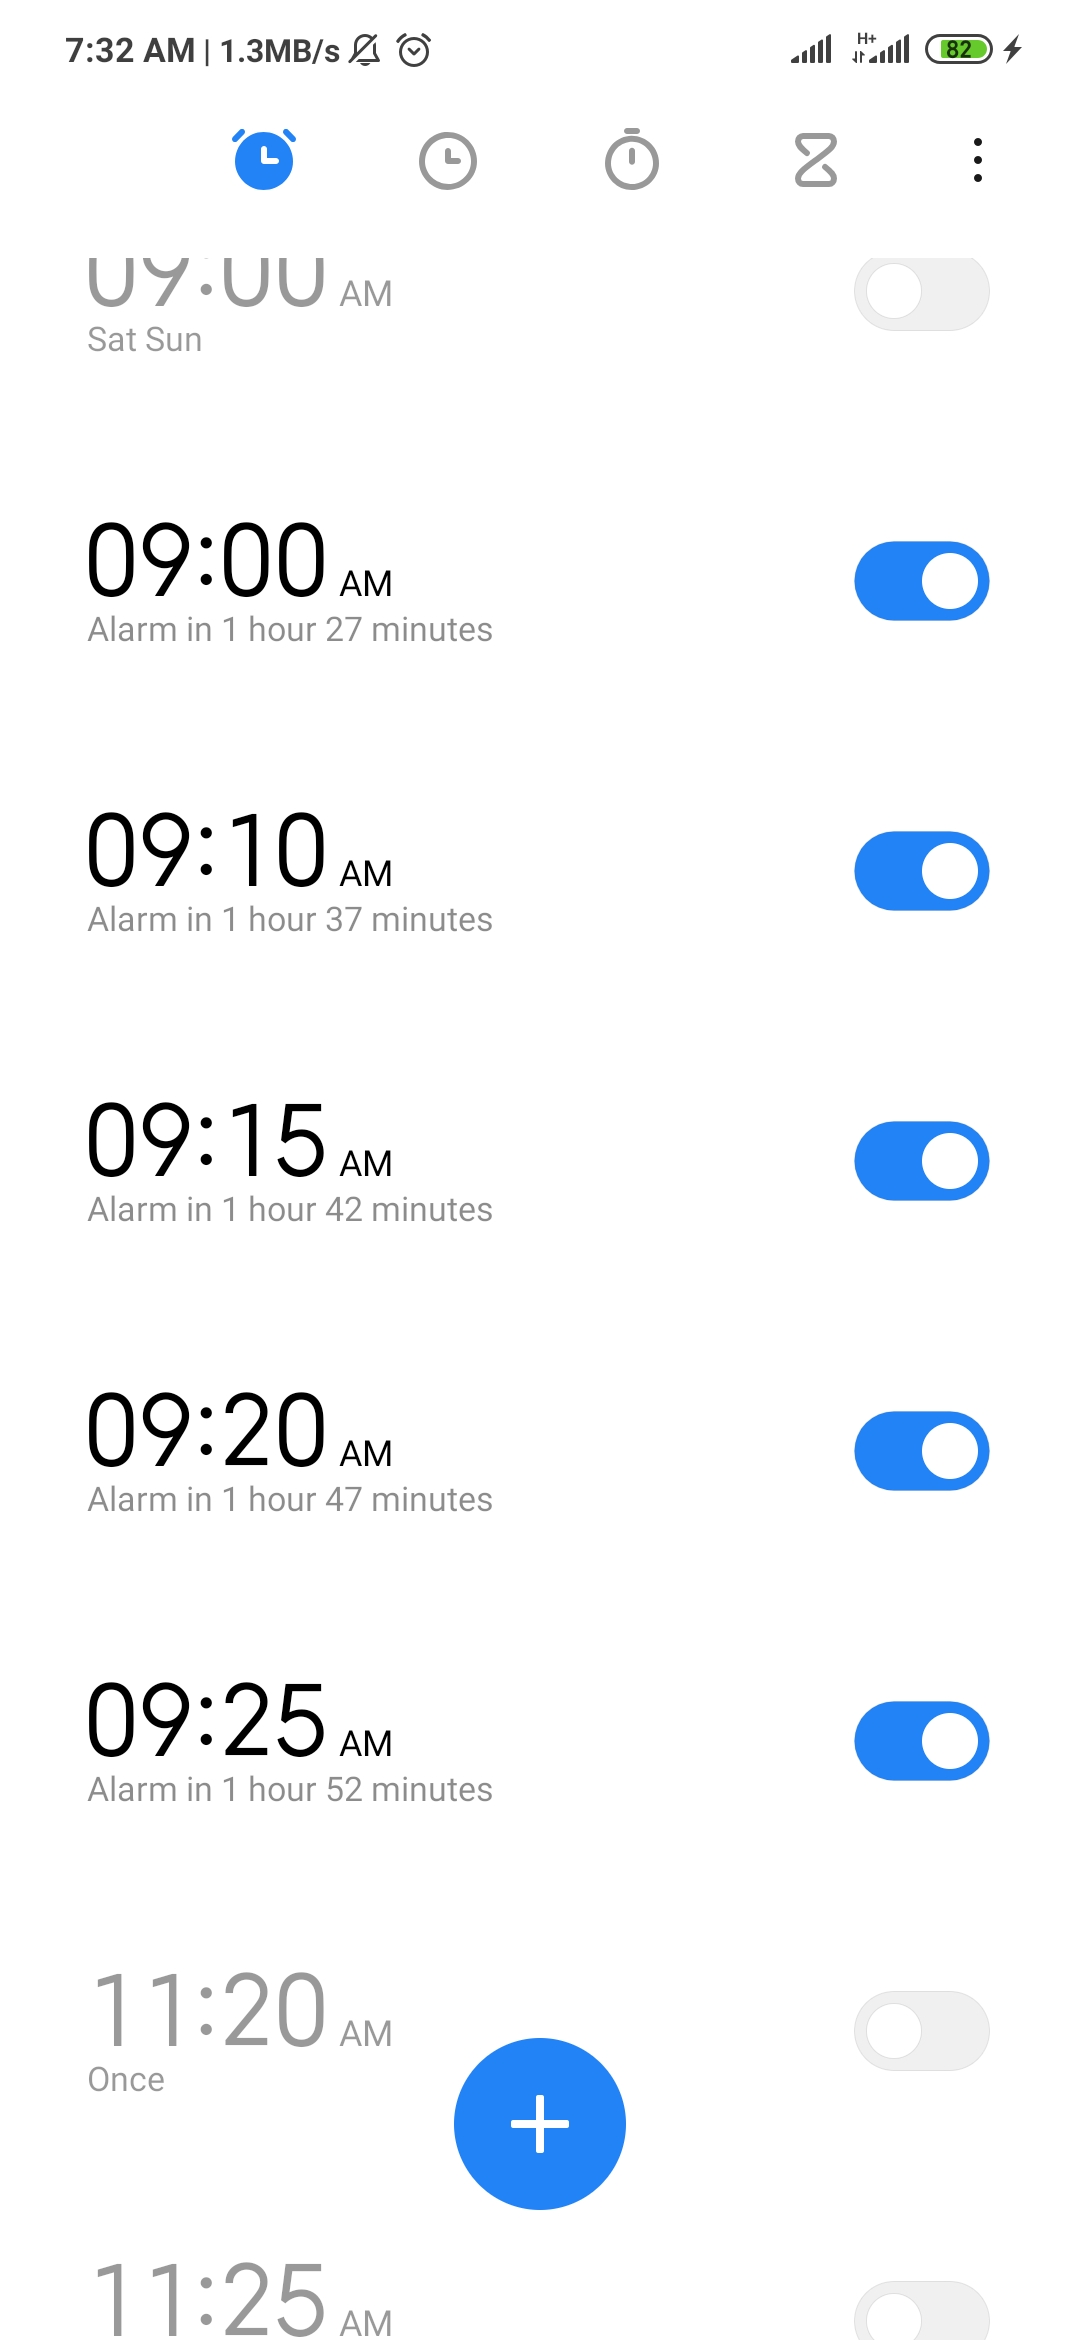 7:32 AM | 1.3MB/s H+ 82
09:00 AM
Sat Sun
09:00 AM
Alarm in 1 hour 27 minutes
09:10 AM
Alarm in 1 hour 37 minutes
09:15 AM
Alarm in 1 hour 42 minutes
09:20 AM
Alarm in 1 hour 47 minutes
09:25 AM
Alarm in 1 hour 52 minutes
11:20 AM
Once
11:25 AM